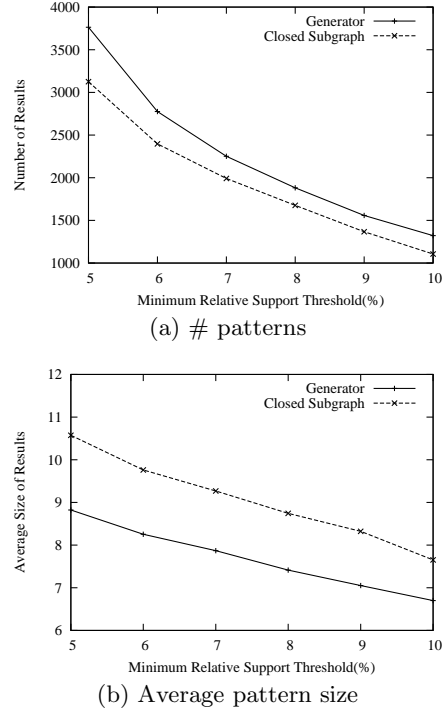 4000
3500
3000
2500
2000
1500
1000
Number of Results
Generator
Closed Subgraph
5 6 7 8 9 10
Minimum Relative Support Threshold(%)
(a) # patterns
12
11
10
9
8
7
6
Average Size of Results
Generator
Closed Subgraph
5 6 7 8 9 10
Minimum Relative Support Threshold(%)
(b) Average pattern size